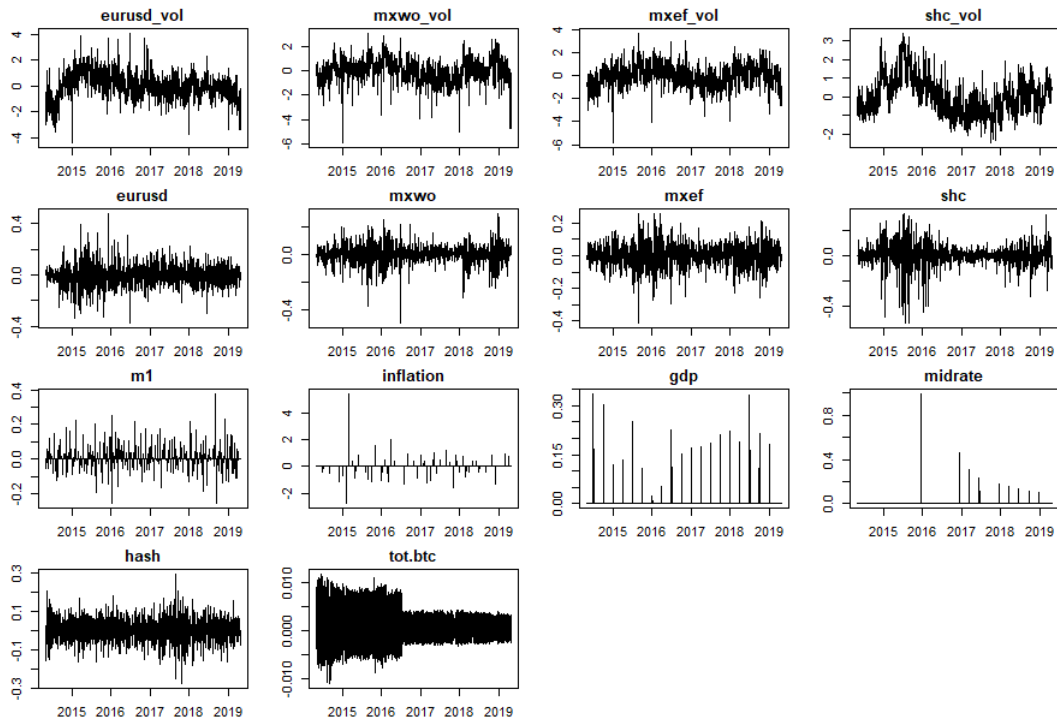 eurusd_vol mxwo_vol mxef_vol shc_vol
4 2 0 -2 -4
2 0 -2 -4 -6
4 2 0 -2 -4 -6
3 2 1 0 -2
2015 2016 2017 2018 2019 2015 2016 2017 2018 2019 2015 2016 2017 2018 2019 2015 2016 2017 2018 2019
eurusd mxwo mxef shc
0.4 0.0 -0.4
0.0 -0.4
0.2 0.0 -0.4
0.2 0.0 -0.4
2015 2016 2017 2018 2019 2015 2016 2017 2018 2019 2015 2016 2017 2018 2019 2015 2016 2017 2018 2019
m1 inflation gdp midrate
0.4 0.2 0.0 -0.2
4 2 0 -2
0.30 0.15 0.00
0.8 0.4 0.0
2015 2016 2017 2018 2019 2015 2016 2017 2018 2019 2015 2016 2017 2018 2019 2015 2016 2017 2018 2019
hash tot.btc
0.3 0.1 -0.1 -0.3
0.010 0.000 -0.010
2015 2016 2017 2018 2019 2015 2016 2017 2018 2019